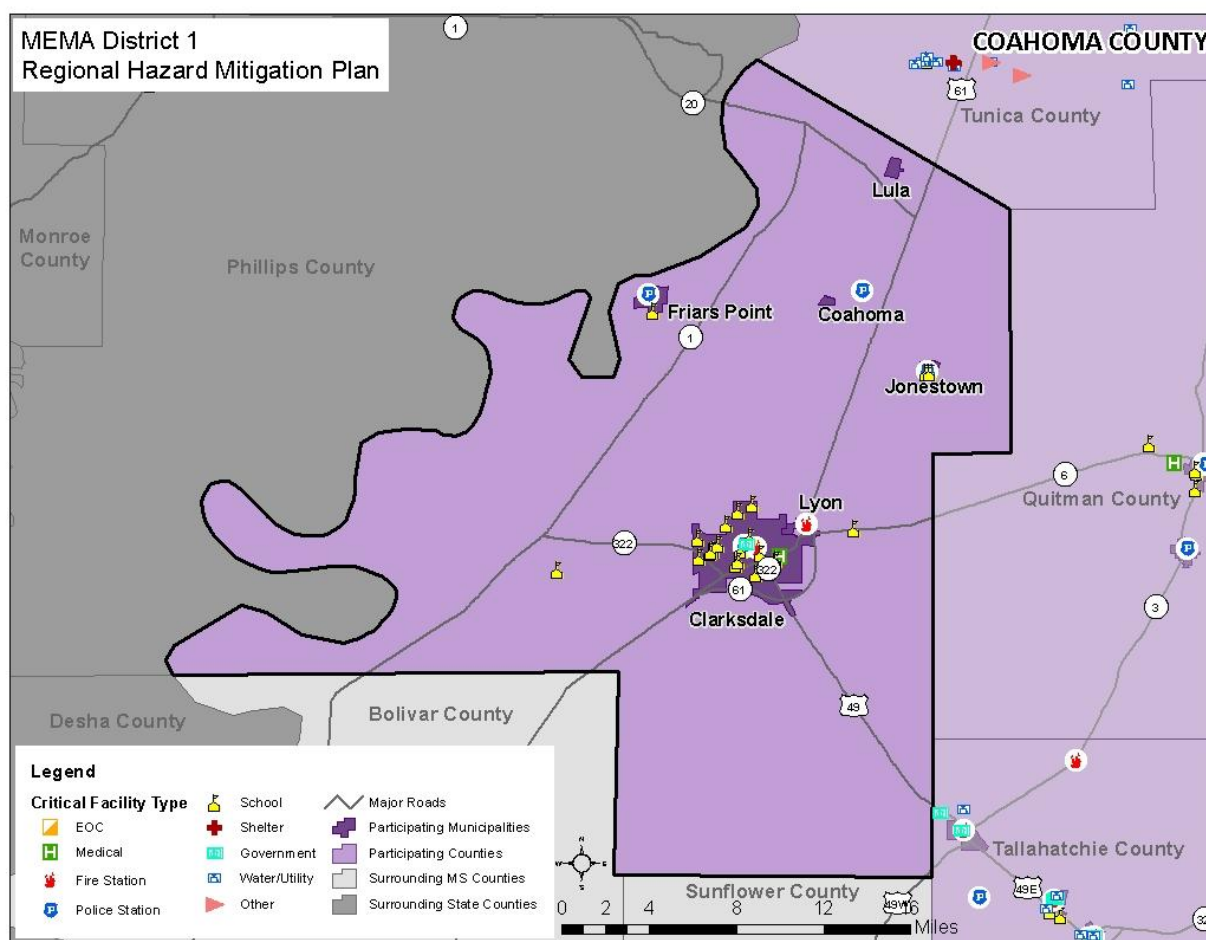 MEMA District 1
Regional Hazard Mitigation Plan
COAHOMA COUNTY
1
20
61
Tunica County
Lula
Monroe
County
Phillips County
Friars Point
Coahoma
1
Jonestown
6
Lyon
Quitman County
322
322
61
Clarksdale
3
49
Desha County
Bolivar County
Tallahatchie County
Sunflower County
49E
49W
32
Legend
Critical Facility Type
EOC
Medical
Fire Station
Police Station
School
Shelter
Government
Water/Utility
Other
Major Roads
Participating Municipalities
Participating Counties
Surrounding MS Counties
Surrounding State Counties
N
W
E
S
0 2 4 8 12 16
Miles